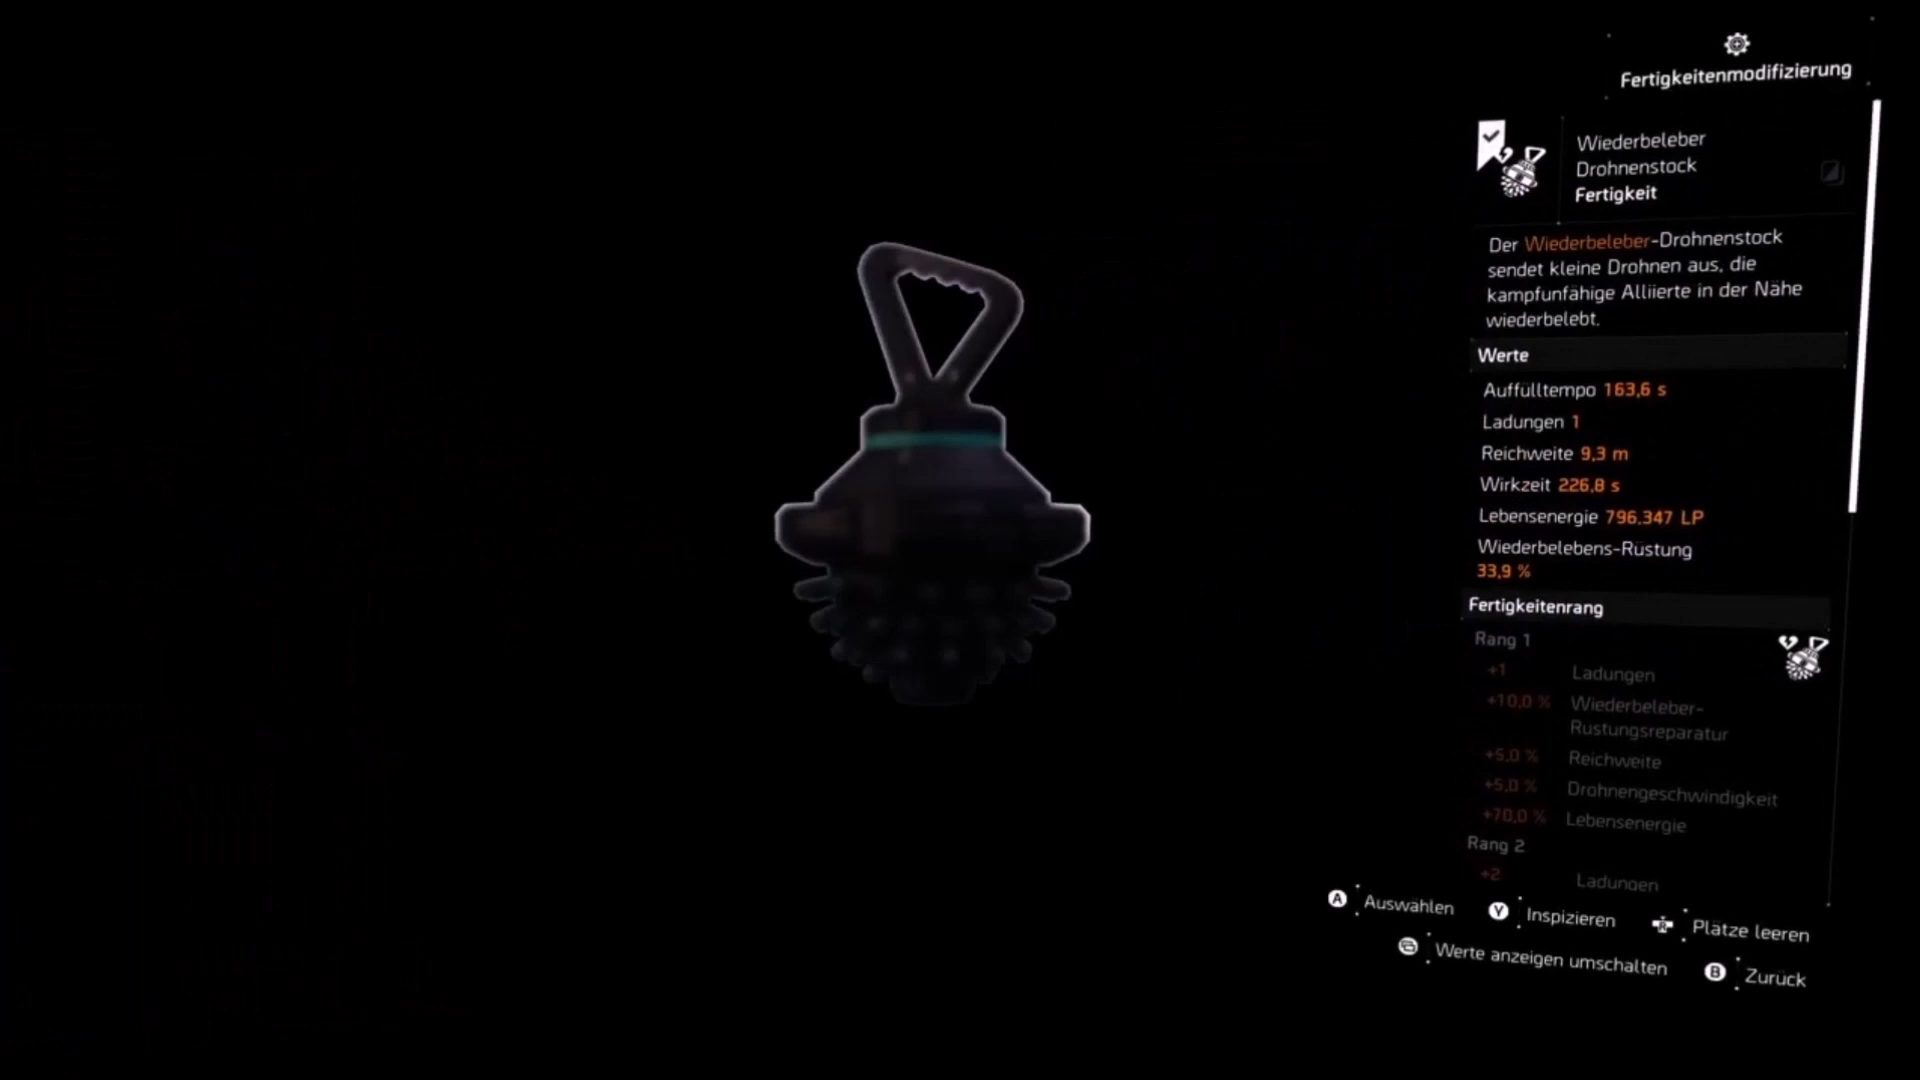 Fertigkeitenmodifizierung
Wiederbeleber
Drohnenstock
Fertigkeit
Der Wiederbeleber-Drohnenstock
sendet kleine Drohnen aus, die
kampfunfähige Alliierte in der Nähe
wiederbelebt.
Werte
Auffülltempo 163,6 s
Ladungen 1
Reichweite 9,3 m
Wirkzeit 226,8 s
Lebensenergie 796.347 LP
Wiederbelebens-Rüstung
33,9 %
Fertigkeitenrang
Rang 1
+1 Ladungen
+10,0 % Wiederbeleber-
Rüstungsreparatur
+5,0 % Reichweite
+5,0 % Drohnengeschwindigkeit
+70,0 % Lebensenergie
Rang 2
+2 Ladungen
A Auswählen Y Inspizieren R Plätze leeren
Werte anzeigen umschalten B Zurück